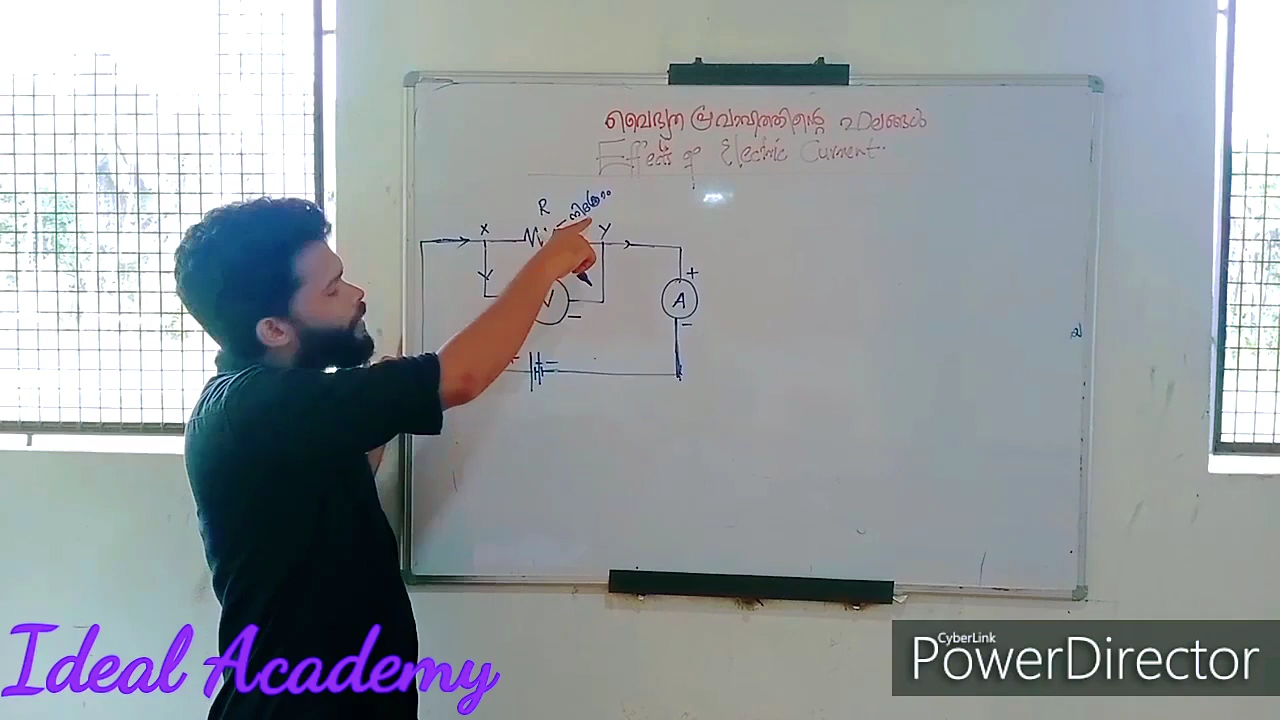 വൈദ്യുത പ്രവാഹത്തിന്റെ ഫലങ്ങൾ
Effects of Electric Current.
R
X
Y
+
V
A
−
−
+
Ideal Academy
CyberLink
PowerDirector